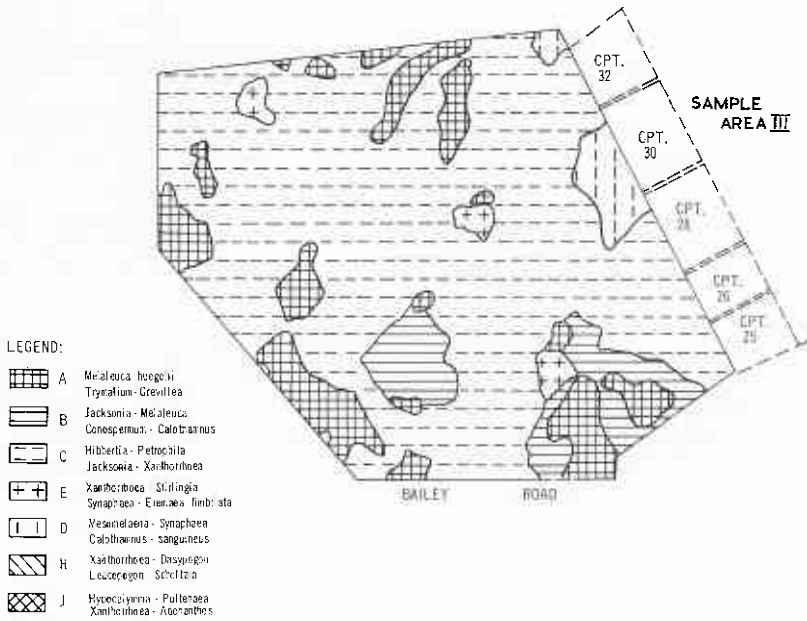 CPT.
32
SAMPLE
AREA III
CPT.
30
CPT.
28
CPT.
26
CPT.
25
LEGEND:
A Melaleuca huegelii
Trymalium - Grevillea
B Jacksonia - Melaleuca
Conospermum - Calothamnus
C Hibbertia - Petrophila
Jacksonia - Xanthorrhoea
E Xanthorrhoea - Stirlingia
Synaphaea - Eremaea fimbriata
D Mesomelaena - Synaphaea
Calothamnus - sanguineus
H Xanthorrhoea - Dasypogon
Leucopogon Scholtzia
J Hypocalymma - Pultenaea
Xanthorrhoea - Adenanthos
BAILEY ROAD